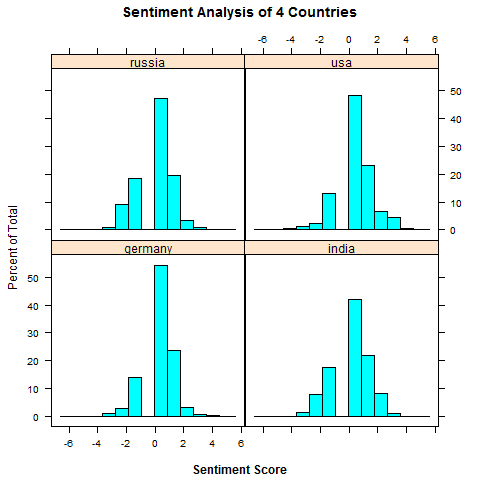 Sentiment Analysis of 4 Countries
-6 -4 -2 0 2 4 6
russia usa
50
40
30
20
10
0
Percent of Total
germany india
50
40
30
20
10
0
-6 -4 -2 0 2 4 6
Sentiment Score